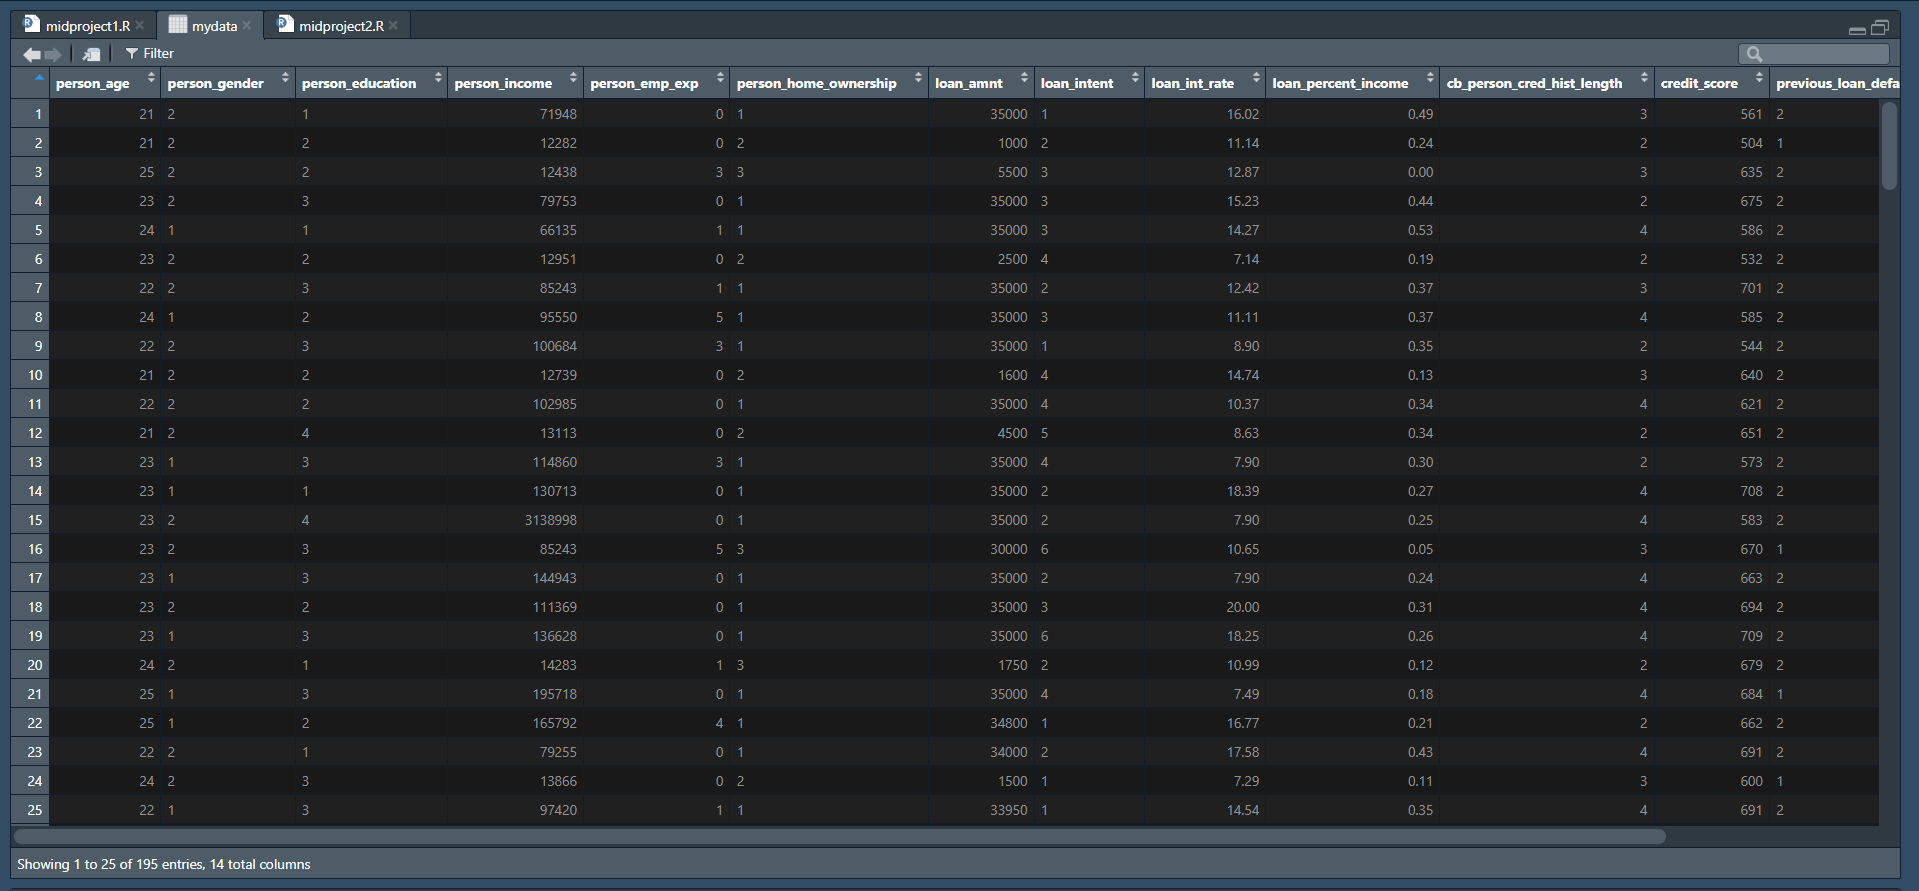 midproject1.R × mydata × midproject2.R ×
Filter
person_age person_gender person_education person_income person_emp_exp person_home_ownership loan_amnt loan_intent loan_int_rate loan_percent_income cb_person_cred_hist_length credit_score previous_loan_defa
1 21 2 1 71948 0 1 35000 1 16.02 0.49 3 561 2
2 21 2 2 12282 0 2 1000 2 11.14 0.24 2 504 1
3 25 2 2 12438 3 3 5500 3 12.87 0.00 3 635 2
4 23 2 3 79753 0 1 35000 3 15.23 0.44 2 675 2
5 24 1 1 66135 1 1 35000 3 14.27 0.53 4 586 2
6 23 2 2 12951 0 2 2500 4 7.14 0.19 2 532 2
7 22 2 3 85243 1 1 35000 2 12.42 0.37 3 701 2
8 24 1 2 95550 5 1 35000 3 11.11 0.37 4 585 2
9 22 2 3 100684 3 1 35000 1 8.90 0.35 2 544 2
10 21 2 2 12739 0 2 1600 4 14.74 0.13 3 640 2
11 22 2 2 102985 0 1 35000 4 10.37 0.34 4 621 2
12 21 2 4 13113 0 2 4500 5 8.63 0.34 2 651 2
13 23 1 3 114860 3 1 35000 4 7.90 0.30 2 573 2
14 23 1 1 130713 0 1 35000 2 18.39 0.27 4 708 2
15 23 2 4 3138998 0 1 35000 2 7.90 0.25 4 583 2
16 23 2 3 85243 5 3 30000 6 10.65 0.05 3 670 1
17 23 1 3 144943 0 1 35000 2 7.90 0.24 4 663 2
18 23 2 2 111369 0 1 35000 3 20.00 0.31 4 694 2
19 23 1 3 136628 0 1 35000 6 18.25 0.26 4 709 2
20 24 2 1 14283 1 3 1750 2 10.99 0.12 2 679 2
21 25 1 3 195718 0 1 35000 4 7.49 0.18 4 684 1
22 25 1 2 165792 4 1 34800 1 16.77 0.21 2 662 2
23 22 2 1 79255 0 1 34000 2 17.58 0.43 4 691 2
24 24 2 3 13866 0 2 1500 1 7.29 0.11 3 600 1
25 22 1 3 97420 1 1 33950 1 14.54 0.35 4 691 2
Showing 1 to 25 of 195 entries, 14 total columns